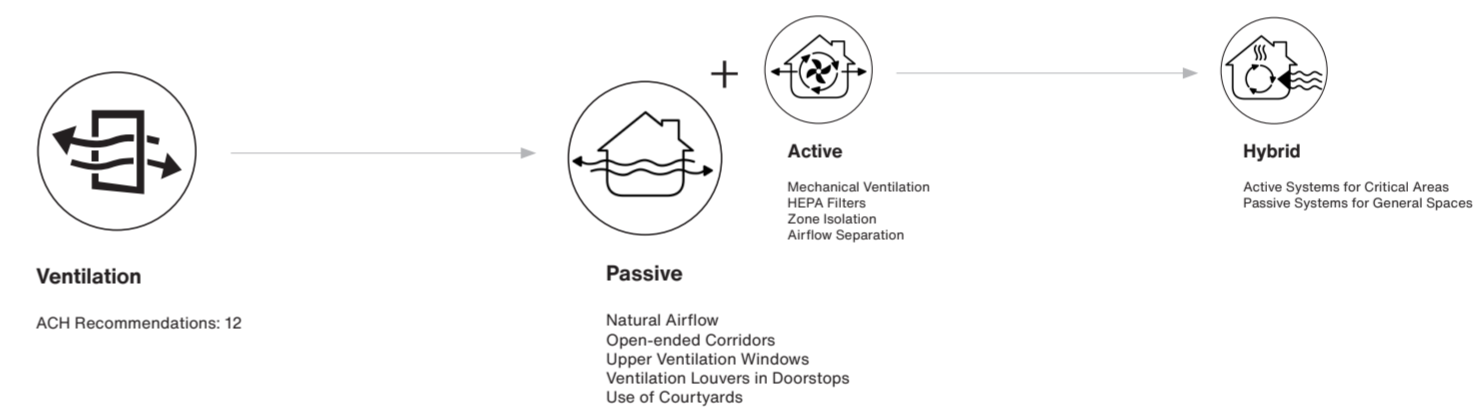 Ventilation
ACH Recommendations: 12
Passive
Natural Airflow
Open-ended Corridors
Upper Ventilation Windows
Ventilation Louvers in Doorstops
Use of Courtyards
+
Active
Mechanical Ventilation
HEPA Filters
Zone Isolation
Airflow Separation
Hybrid
Active Systems for Critical Areas
Passive Systems for General Spaces